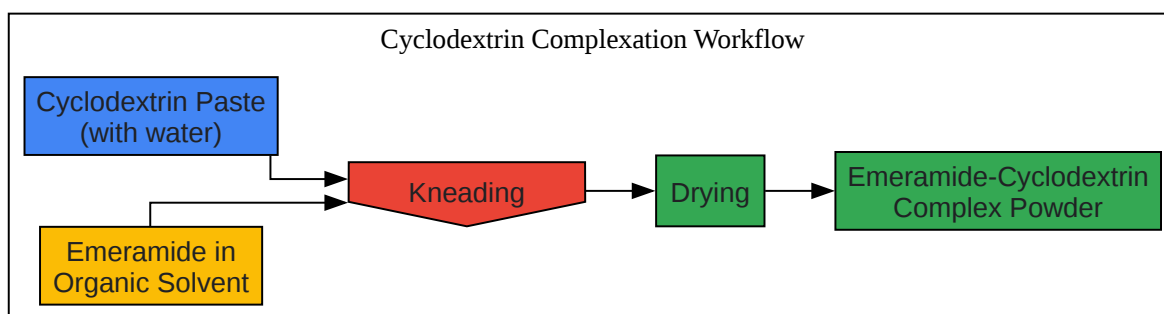 Cyclodextrin Complexation Workflow
Cyclodextrin Paste
(with water)
Kneading
Drying
Emeramide-Cyclodextrin
Complex Powder
Emeramide in
Organic Solvent